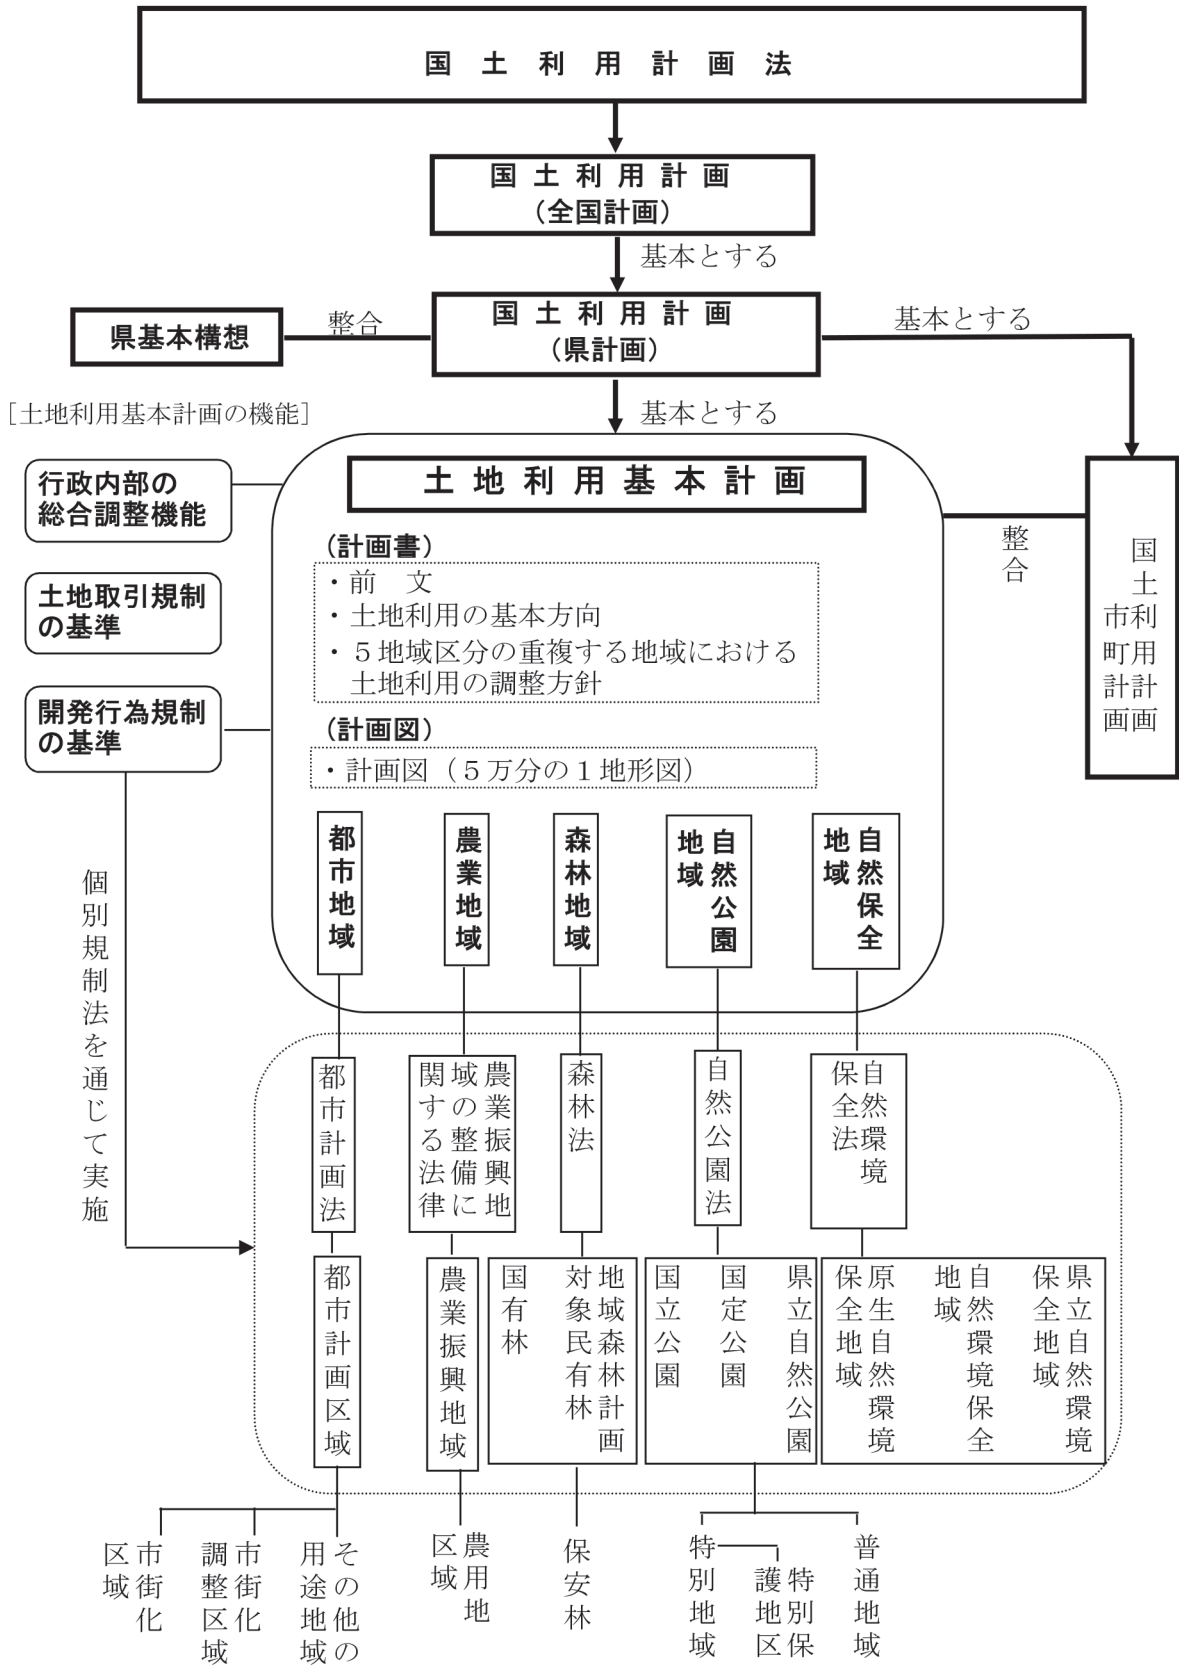 国土利用計画法
国土利用計画
（全国計画）
基本とする
国土利用計画
（県計画）
県基本構想
整合
基本とする
基本とする
［土地利用基本計画の機能］
行政内部の
総合調整機能
土地取引規制
の基準
開発行為規制
の基準
土地利用基本計画
（計画書）
・前　文
・土地利用の基本方向
・５地域区分の重複する地域における
土地利用の調整方針
（計画図）
・計画図（５万分の１地形図）
整合
国土利用計画
市町計画
都市地域
農業地域
森林地域
自然公園
地域
自然保全
地域
個別規制法を通じて実施
都市計画法
農業振興地
域の整備に
関する法律
森林法
自然公園法
自然環境
保全法
都市計画区域
農業振興地域
国有林
地域森林計画
対象民有林
国立公園
国定公園
県立自然公園
原生自然環境
保全地域
自然環境保全
地域
県立自然環境
保全地域
市街化
区域
市街化
調整区域
その他の
用途地域
農用地
区域
保安林
特別地域
特別保
護地区
普通地域